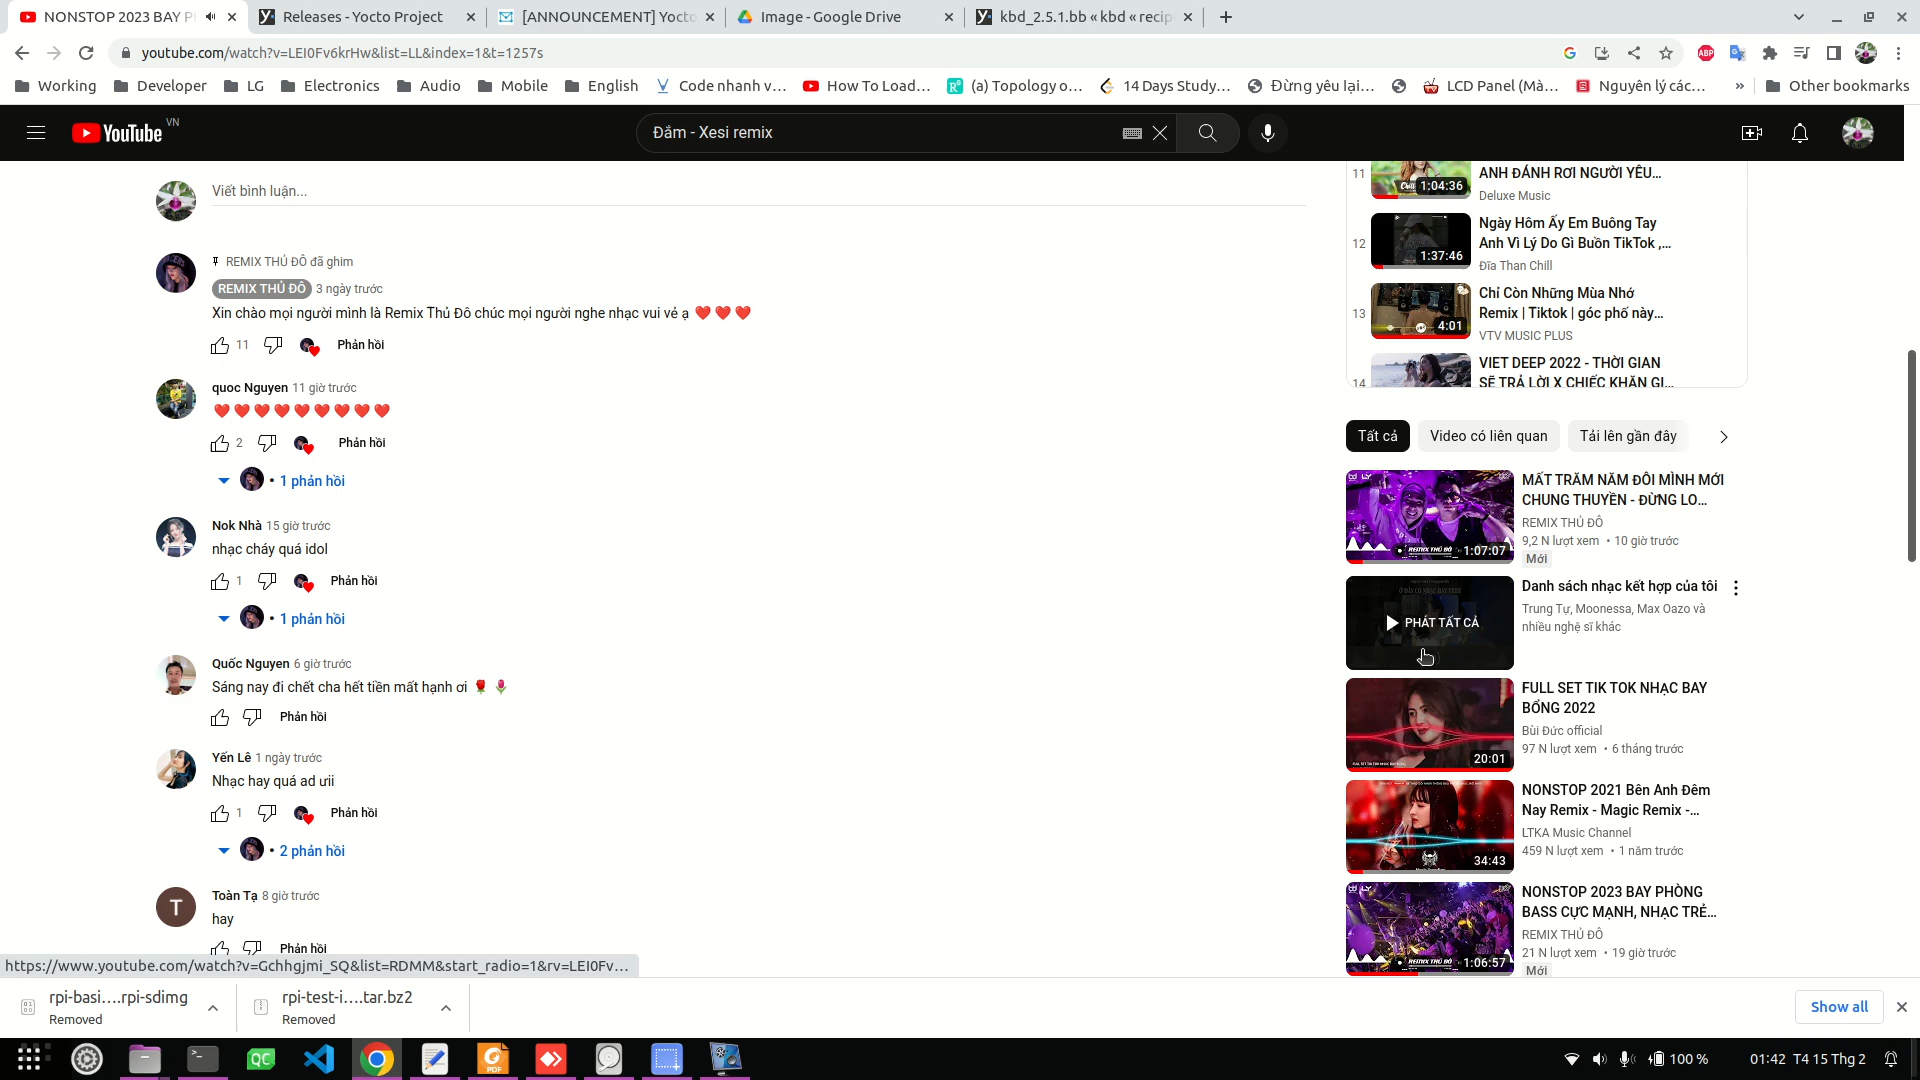 NONSTOP 2023 BAY P
Releases - Yocto Project
[ANNOUNCEMENT] Yocto
Image - Google Drive
kbd_2.5.1.bb « kbd « recip
youtube.com/watch?v=LEI0Fv6krHw&list=LL&index=1&t=1257s
ABP
Working
Developer
LG
Electronics
Audio
Mobile
English
Code nhanh v...
How To Load...
(a) Topology o...
14 Days Study...
Đừng yêu lại...
LCD Panel (Mà...
Nguyên lý các...
»
Other bookmarks
YouTube VN
Đắm - Xesi remix
Viết bình luận...
REMIX THỦ ĐÔ đã ghim
REMIX THỦ ĐÔ 3 ngày trước
Xin chào mọi người mình là Remix Thủ Đô chúc mọi người nghe nhạc vui vẻ ạ ❤️ ❤️ ❤️
11 Phản hồi
quoc Nguyen 11 giờ trước
❤️ ❤️ ❤️ ❤️ ❤️ ❤️ ❤️ ❤️ ❤️
2 Phản hồi
• 1 phản hồi
Nok Nhà 15 giờ trước
nhạc cháy quá idol
1 Phản hồi
• 1 phản hồi
Quốc Nguyen 6 giờ trước
Sáng nay đi chết cha hết tiền mất hạnh ơi 🌹 🌷
Phản hồi
Yến Lê 1 ngày trước
Nhạc hay quá ad ưii
1 Phản hồi
• 2 phản hồi
T
Toàn Tạ 8 giờ trước
hay
Phản hồi
https://www.youtube.com/watch?v=Gchhgjmi_SQ&list=RDMM&start_radio=1&rv=LEI0Fv...
11
1:04:36
ANH ĐÁNH RƠI NGƯỜI YÊU...
Deluxe Music
12
1:37:46
Ngày Hôm Ấy Em Buông Tay
Anh Vì Lý Do Gì Buồn TikTok ,...
Đĩa Than Chill
13
4:01
Chỉ Còn Những Mùa Nhớ
Remix | Tiktok | góc phố này...
VTV MUSIC PLUS
14
VIET DEEP 2022 - THỜI GIAN
SẼ TRẢ LỜI X CHIẾC KHĂN GI...
Tất cả
Video có liên quan
Tải lên gần đây
REMIX THỦ ĐÔ
1:07:07
MẤT TRĂM NĂM ĐÔI MÌNH MỚI
CHUNG THUYỀN - ĐỪNG LO...
REMIX THỦ ĐÔ
9,2 N lượt xem • 10 giờ trước
Mới
PHÁT TẤT CẢ
Danh sách nhạc kết hợp của tôi
Trung Tự, Moonessa, Max Oazo và
nhiều nghệ sĩ khác
20:01
FULL SET TIK TOK NHẠC BAY
BỔNG 2022
Bùi Đức official
97 N lượt xem • 6 tháng trước
34:43
NONSTOP 2021 Bên Anh Đêm
Nay Remix - Magic Remix -...
LTKA Music Channel
459 N lượt xem • 1 năm trước
REMIX THỦ ĐÔ
1:06:57
NONSTOP 2023 BAY PHÒNG
BASS CỰC MẠNH, NHẠC TRẺ...
REMIX THỦ ĐÔ
21 N lượt xem • 19 giờ trước
Mới
rpi-basi....rpi-sdimg
Removed
rpi-test-i....tar.bz2
Removed
Show all
QC
PDF
100 %
01:42 T4 15 Thg 2